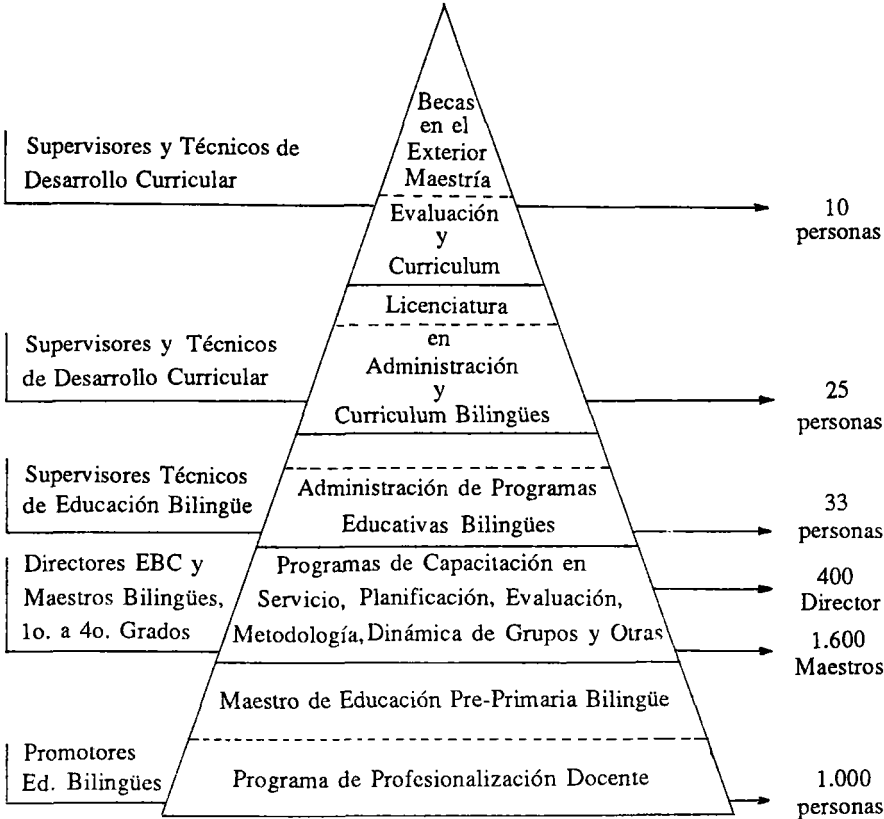 Becas
en el
Exterior
Maestría
Supervisores y Técnicos de
Desarrollo Curricular
Evaluación
y
Curriculum
10
personas
Licenciatura
en
Administración
y
Curriculum Bilingües
Supervisores y Técnicos
de Desarrollo Curricular
25
personas
Supervisores Técnicos
de Educación Bilingüe
Administración de Programas
Educativas Bilingües
33
personas
Directores EBC y
Maestros Bilingües,
1o. a 4o. Grados
Programas de Capacitación en
Servicio, Planificación, Evaluación,
Metodología, Dinámica de Grupos y Otras
400
Director
1.600
Maestros
Maestro de Educación Pre-Primaria Bilingüe
Promotores
Ed. Bilingües
Programa de Profesionalización Docente
1.000
personas